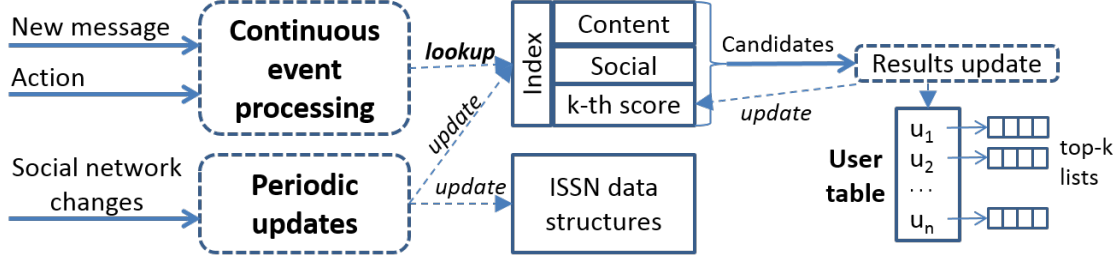 New message
Action
Continuous
event
processing
lookup
update
Index
Content
Social
k-th score
Candidates
Results update
update
Social network
changes
Periodic
updates
update
ISSN data
structures
User
table
u1
u2
...
un
top-k
lists